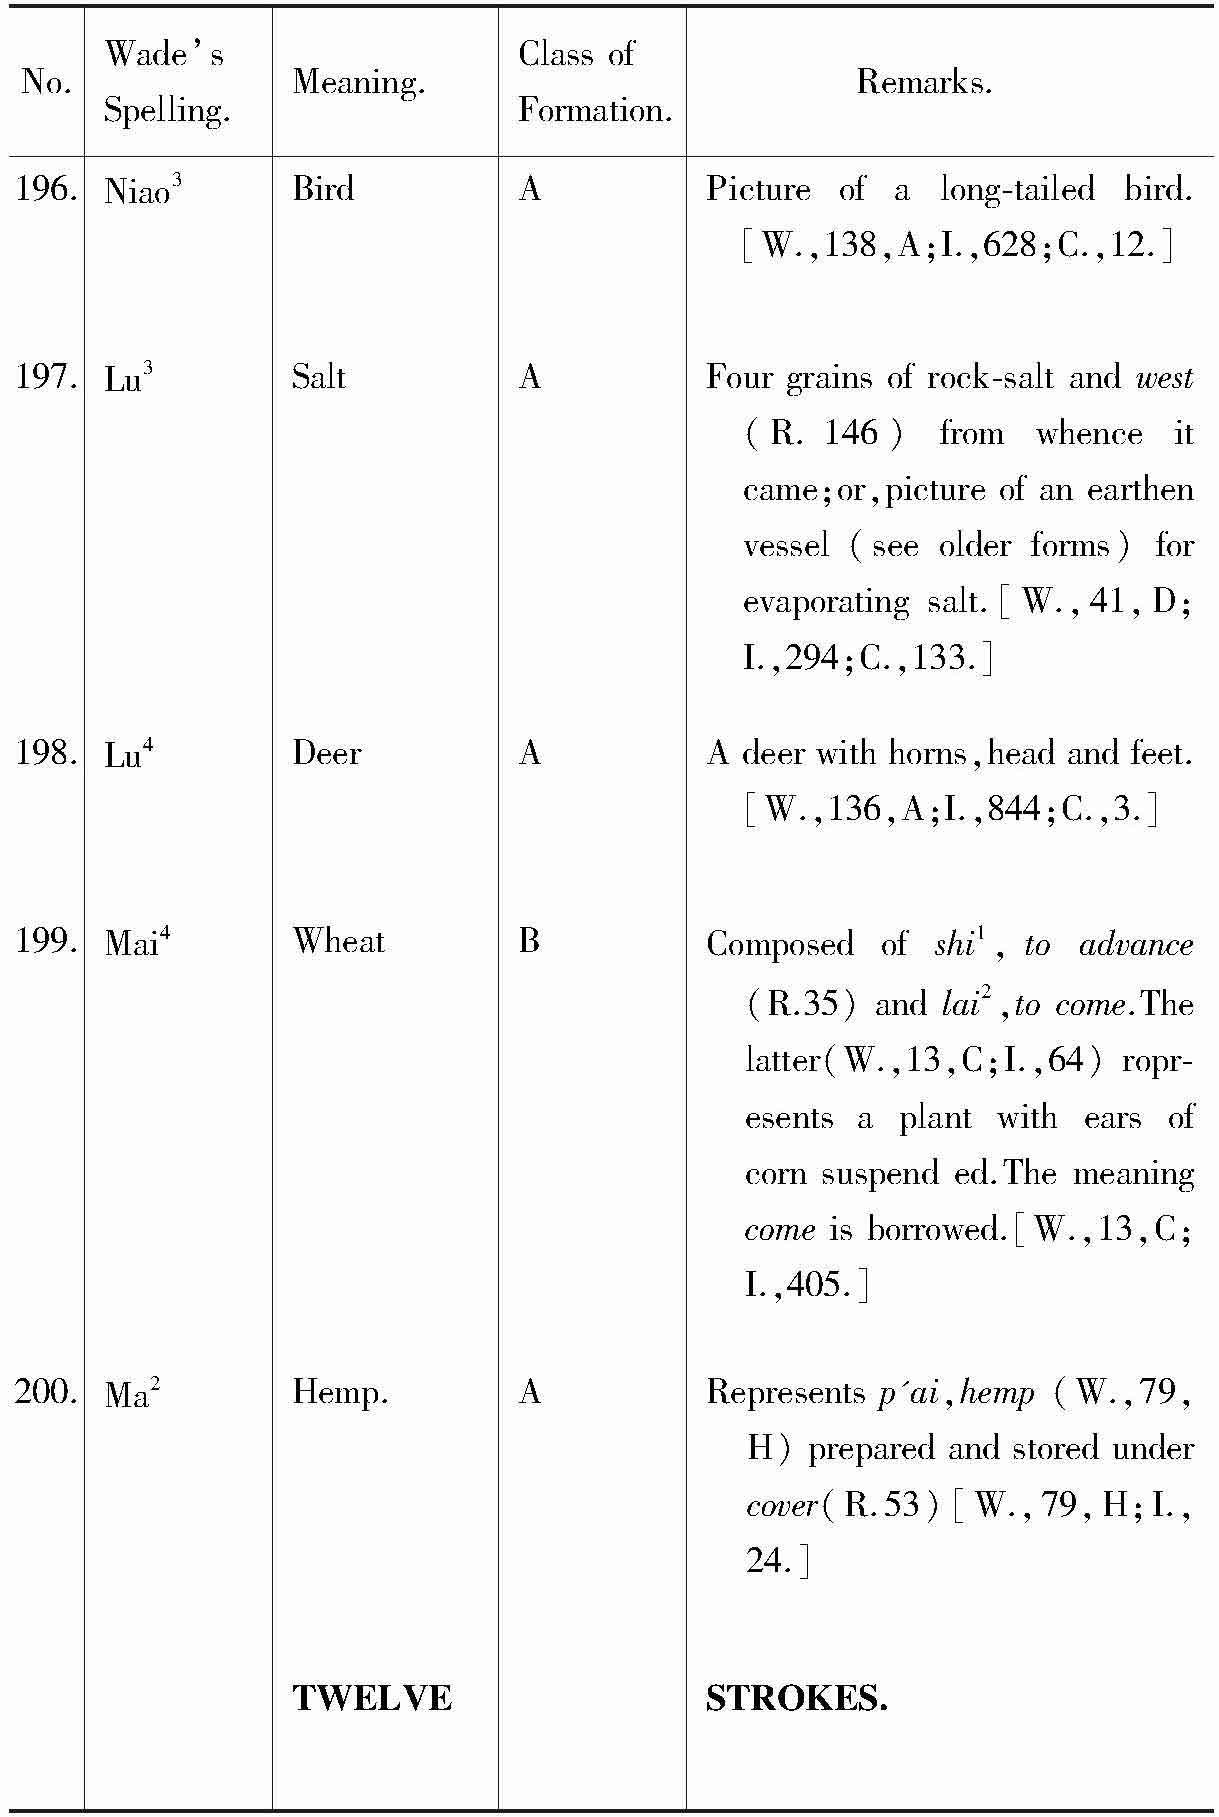 No. Wade's Spelling. Meaning. Class of Formation. Remarks.
196. Niao³ Bird A Picture of a long-tailed bird.
[W.,138,A;I.,628;C.,12.]
197. Lu³ Salt A Four grains of rock-salt and west
(R. 146) from whence it
came;or,picture of an earthen
vessel (see older forms) for
evaporating salt.[W.,41,D;
I.,294;C.,133.]
198. Lu⁴ Deer A A deer with horns,head and feet.
[W.,136,A;I.,844;C.,3.]
199. Mai⁴ Wheat B Composed of shi¹, to advance
(R.35) and lai²,to come.The
latter(W.,13,C;I.,64) ropr-
esents a plant with ears of
corn suspend ed.The meaning
come is borrowed.[W.,13,C;
I.,405.]
200. Ma² Hemp. A Represents p´ai,hemp (W.,79,
H) prepared and stored under
cover(R.53)[W.,79,H;I.,
24.]
TWELVE STROKES.